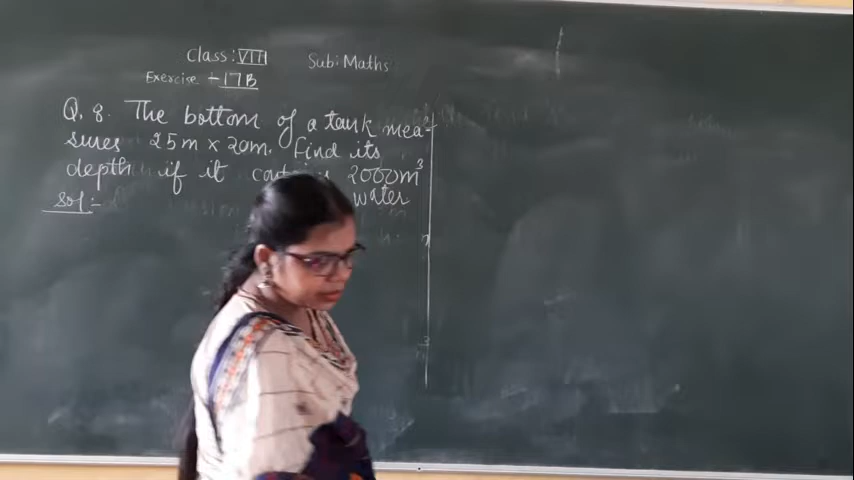 Class: VIII Sub: Maths
Exercise - 17B
Q. 8. The bottom of a tank mea-
sures 25m x 20m. Find its
depth if it 2000m³
water
Sol:-